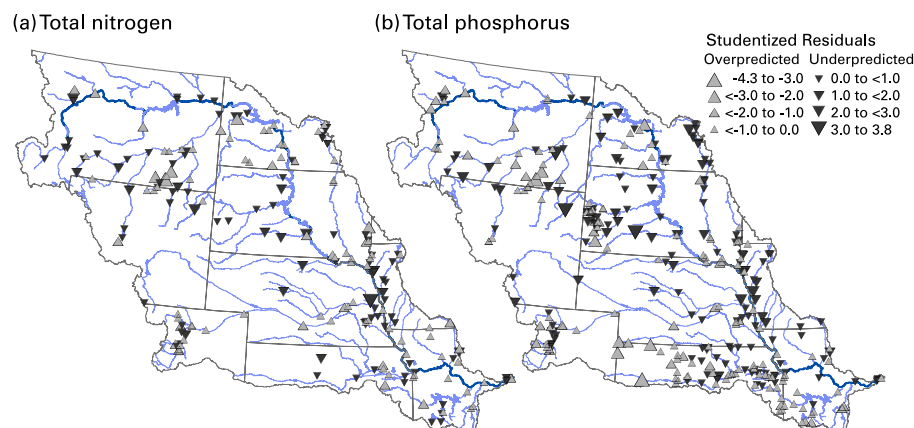 (a) Total nitrogen
(b) Total phosphorus
Studentized Residuals
Overpredicted Underpredicted
-4.3 to -3.0 0.0 to <1.0
<-3.0 to -2.0 1.0 to <2.0
<-2.0 to -1.0 2.0 to <3.0
<-1.0 to 0.0 3.0 to 3.8